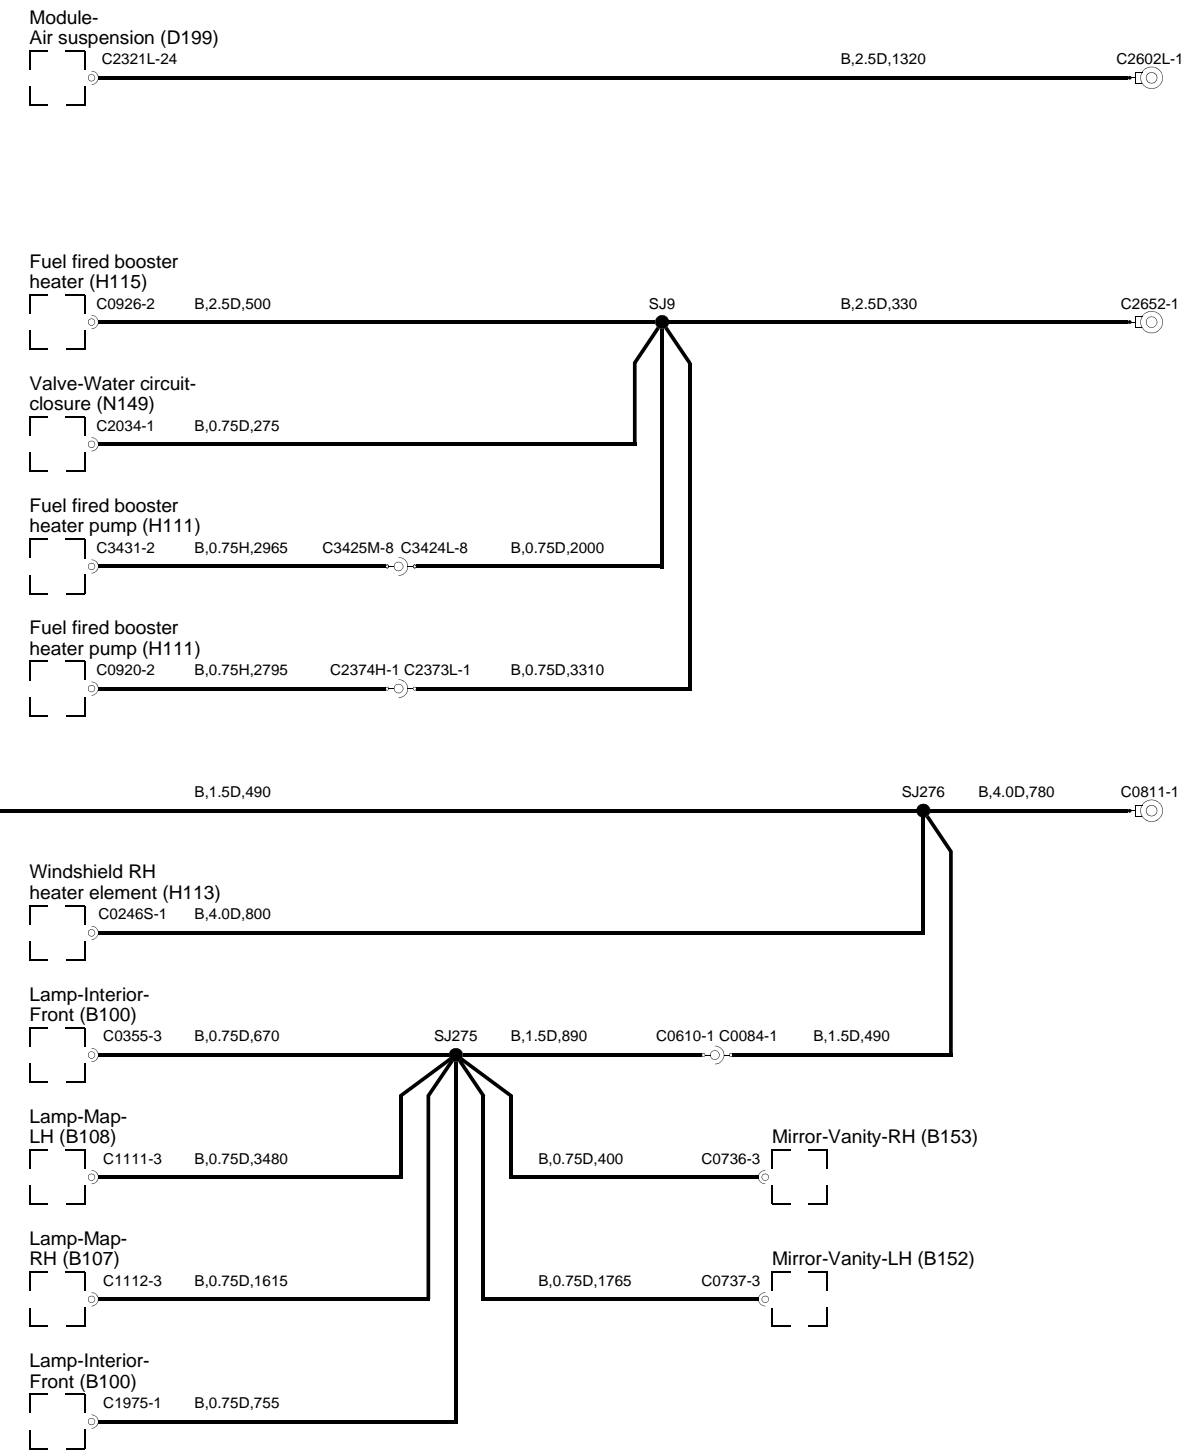 Module-
Air suspension (D199)
C2321L-24 B,2.5D,1320 C2602L-1
Fuel fired booster
heater (H115)
C0926-2 B,2.5D,500 SJ9 B,2.5D,330 C2652-1
Valve-Water circuit-
closure (N149)
C2034-1 B,0.75D,275
Fuel fired booster
heater pump (H111)
C3431-2 B,0.75H,2965 C3425M-8 C3424L-8 B,0.75D,2000
Fuel fired booster
heater pump (H111)
C0920-2 B,0.75H,2795 C2374H-1 C2373L-1 B,0.75D,3310
B,1.5D,490 SJ276 B,4.0D,780 C0811-1
Windshield RH
heater element (H113)
C0246S-1 B,4.0D,800
Lamp-Interior-
Front (B100)
C0355-3 B,0.75D,670 SJ275 B,1.5D,890 C0610-1 C0084-1 B,1.5D,490
Lamp-Map-
LH (B108) Mirror-Vanity-RH (B153)
C1111-3 B,0.75D,3480 B,0.75D,400 C0736-3
Lamp-Map-
RH (B107) Mirror-Vanity-LH (B152)
C1112-3 B,0.75D,1615 B,0.75D,1765 C0737-3
Lamp-Interior-
Front (B100)
C1975-1 B,0.75D,755